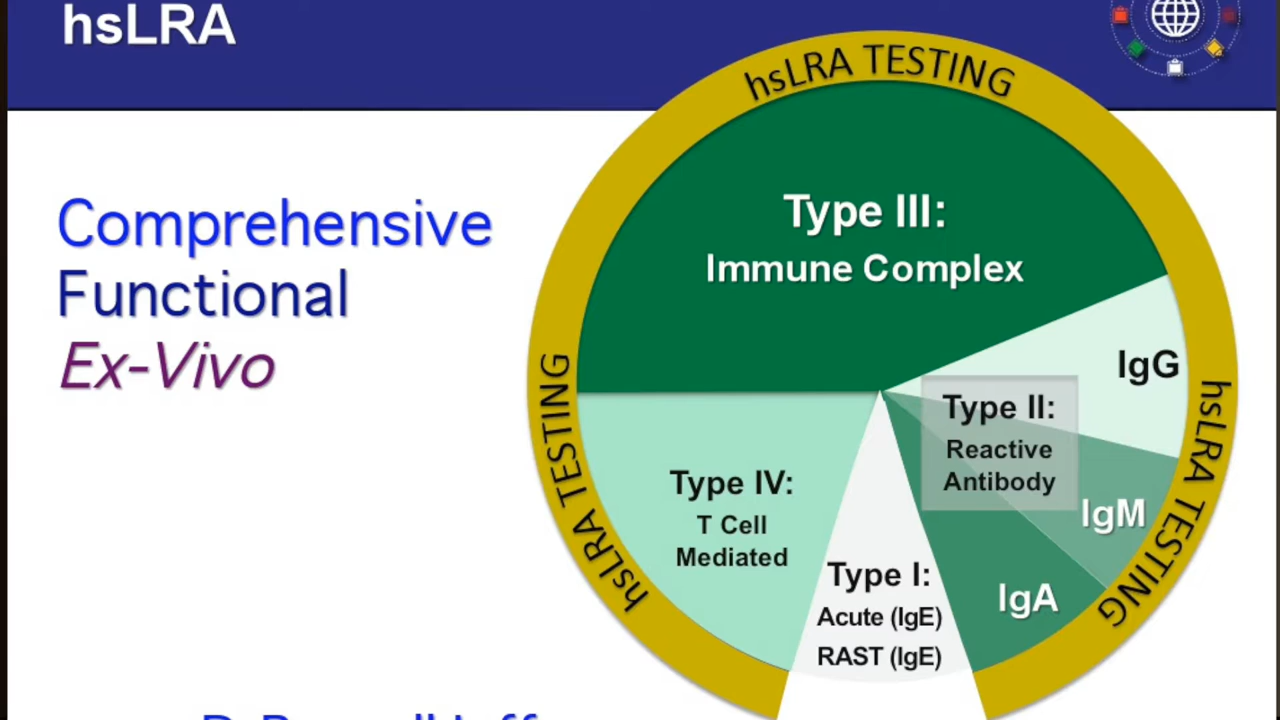 hsLRA
hsLRA TESTING
Comprehensive
Functional
Ex-Vivo
Type III:
Immune Complex
IgG
Type II:
Reactive
Antibody
IgM
IgA
Type IV:
T Cell
Mediated
Type I:
Acute (IgE)
RAST (IgE)
hsLRA TESTING
hsLRA TESTING